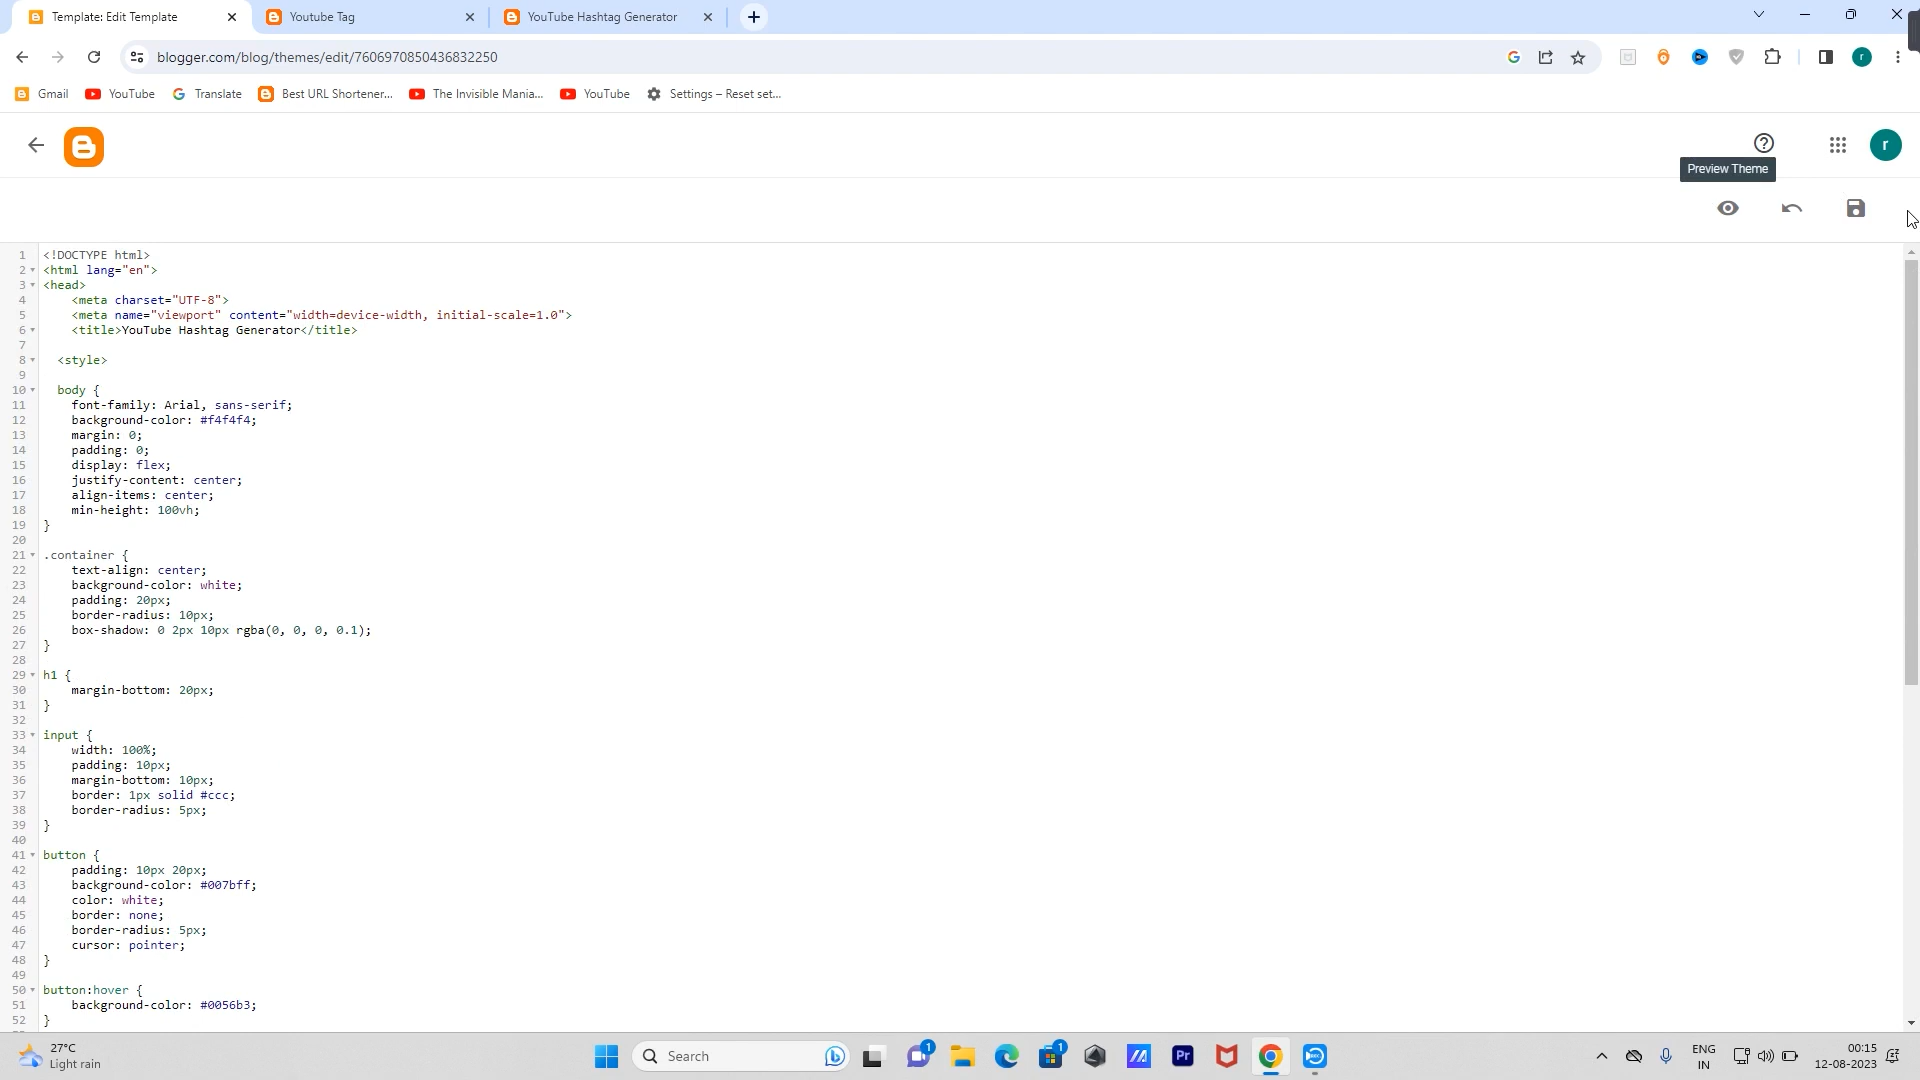 Template: Edit Template
Youtube Tag
YouTube Hashtag Generator
blogger.com/blog/themes/edit/7606970850436832250
r
Gmail
YouTube
Translate
Best URL Shortener...
The Invisible Mania...
YouTube
Settings – Reset set...
r
Preview Theme
1 <!DOCTYPE html>
2 <html lang="en">
3 <head>
4 <meta charset="UTF-8">
5 <meta name="viewport" content="width=device-width, initial-scale=1.0">
6 <title>YouTube Hashtag Generator</title>
7
8 <style>
9
10 body {
11 font-family: Arial, sans-serif;
12 background-color: #f4f4f4;
13 margin: 0;
14 padding: 0;
15 display: flex;
16 justify-content: center;
17 align-items: center;
18 min-height: 100vh;
19 }
20
21 .container {
22 text-align: center;
23 background-color: white;
24 padding: 20px;
25 border-radius: 10px;
26 box-shadow: 0 2px 10px rgba(0, 0, 0, 0.1);
27 }
28
29 h1 {
30 margin-bottom: 20px;
31 }
32
33 input {
34 width: 100%;
35 padding: 10px;
36 margin-bottom: 10px;
37 border: 1px solid #ccc;
38 border-radius: 5px;
39 }
40
41 button {
42 padding: 10px 20px;
43 background-color: #007bff;
44 color: white;
45 border: none;
46 border-radius: 5px;
47 cursor: pointer;
48 }
49
50 button:hover {
51 background-color: #0056b3;
52 }
27°C
Light rain
Search
1
1
Pr
ENG
IN
00:15
12-08-2023